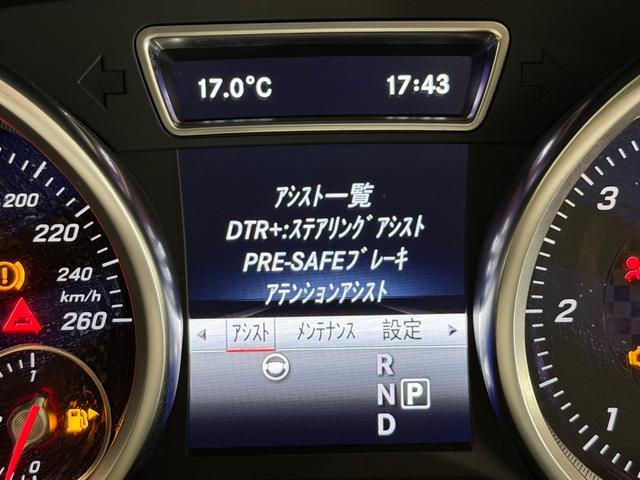 17.0°C 17:43
アシスト一覧
DTR+:ステアリングアシスト
PRE-SAFEブレーキ
アテンションアシスト
アシスト メンテナンス 設定
R
N P
D
200
220
240
km/h
260
1
0
3
2
1